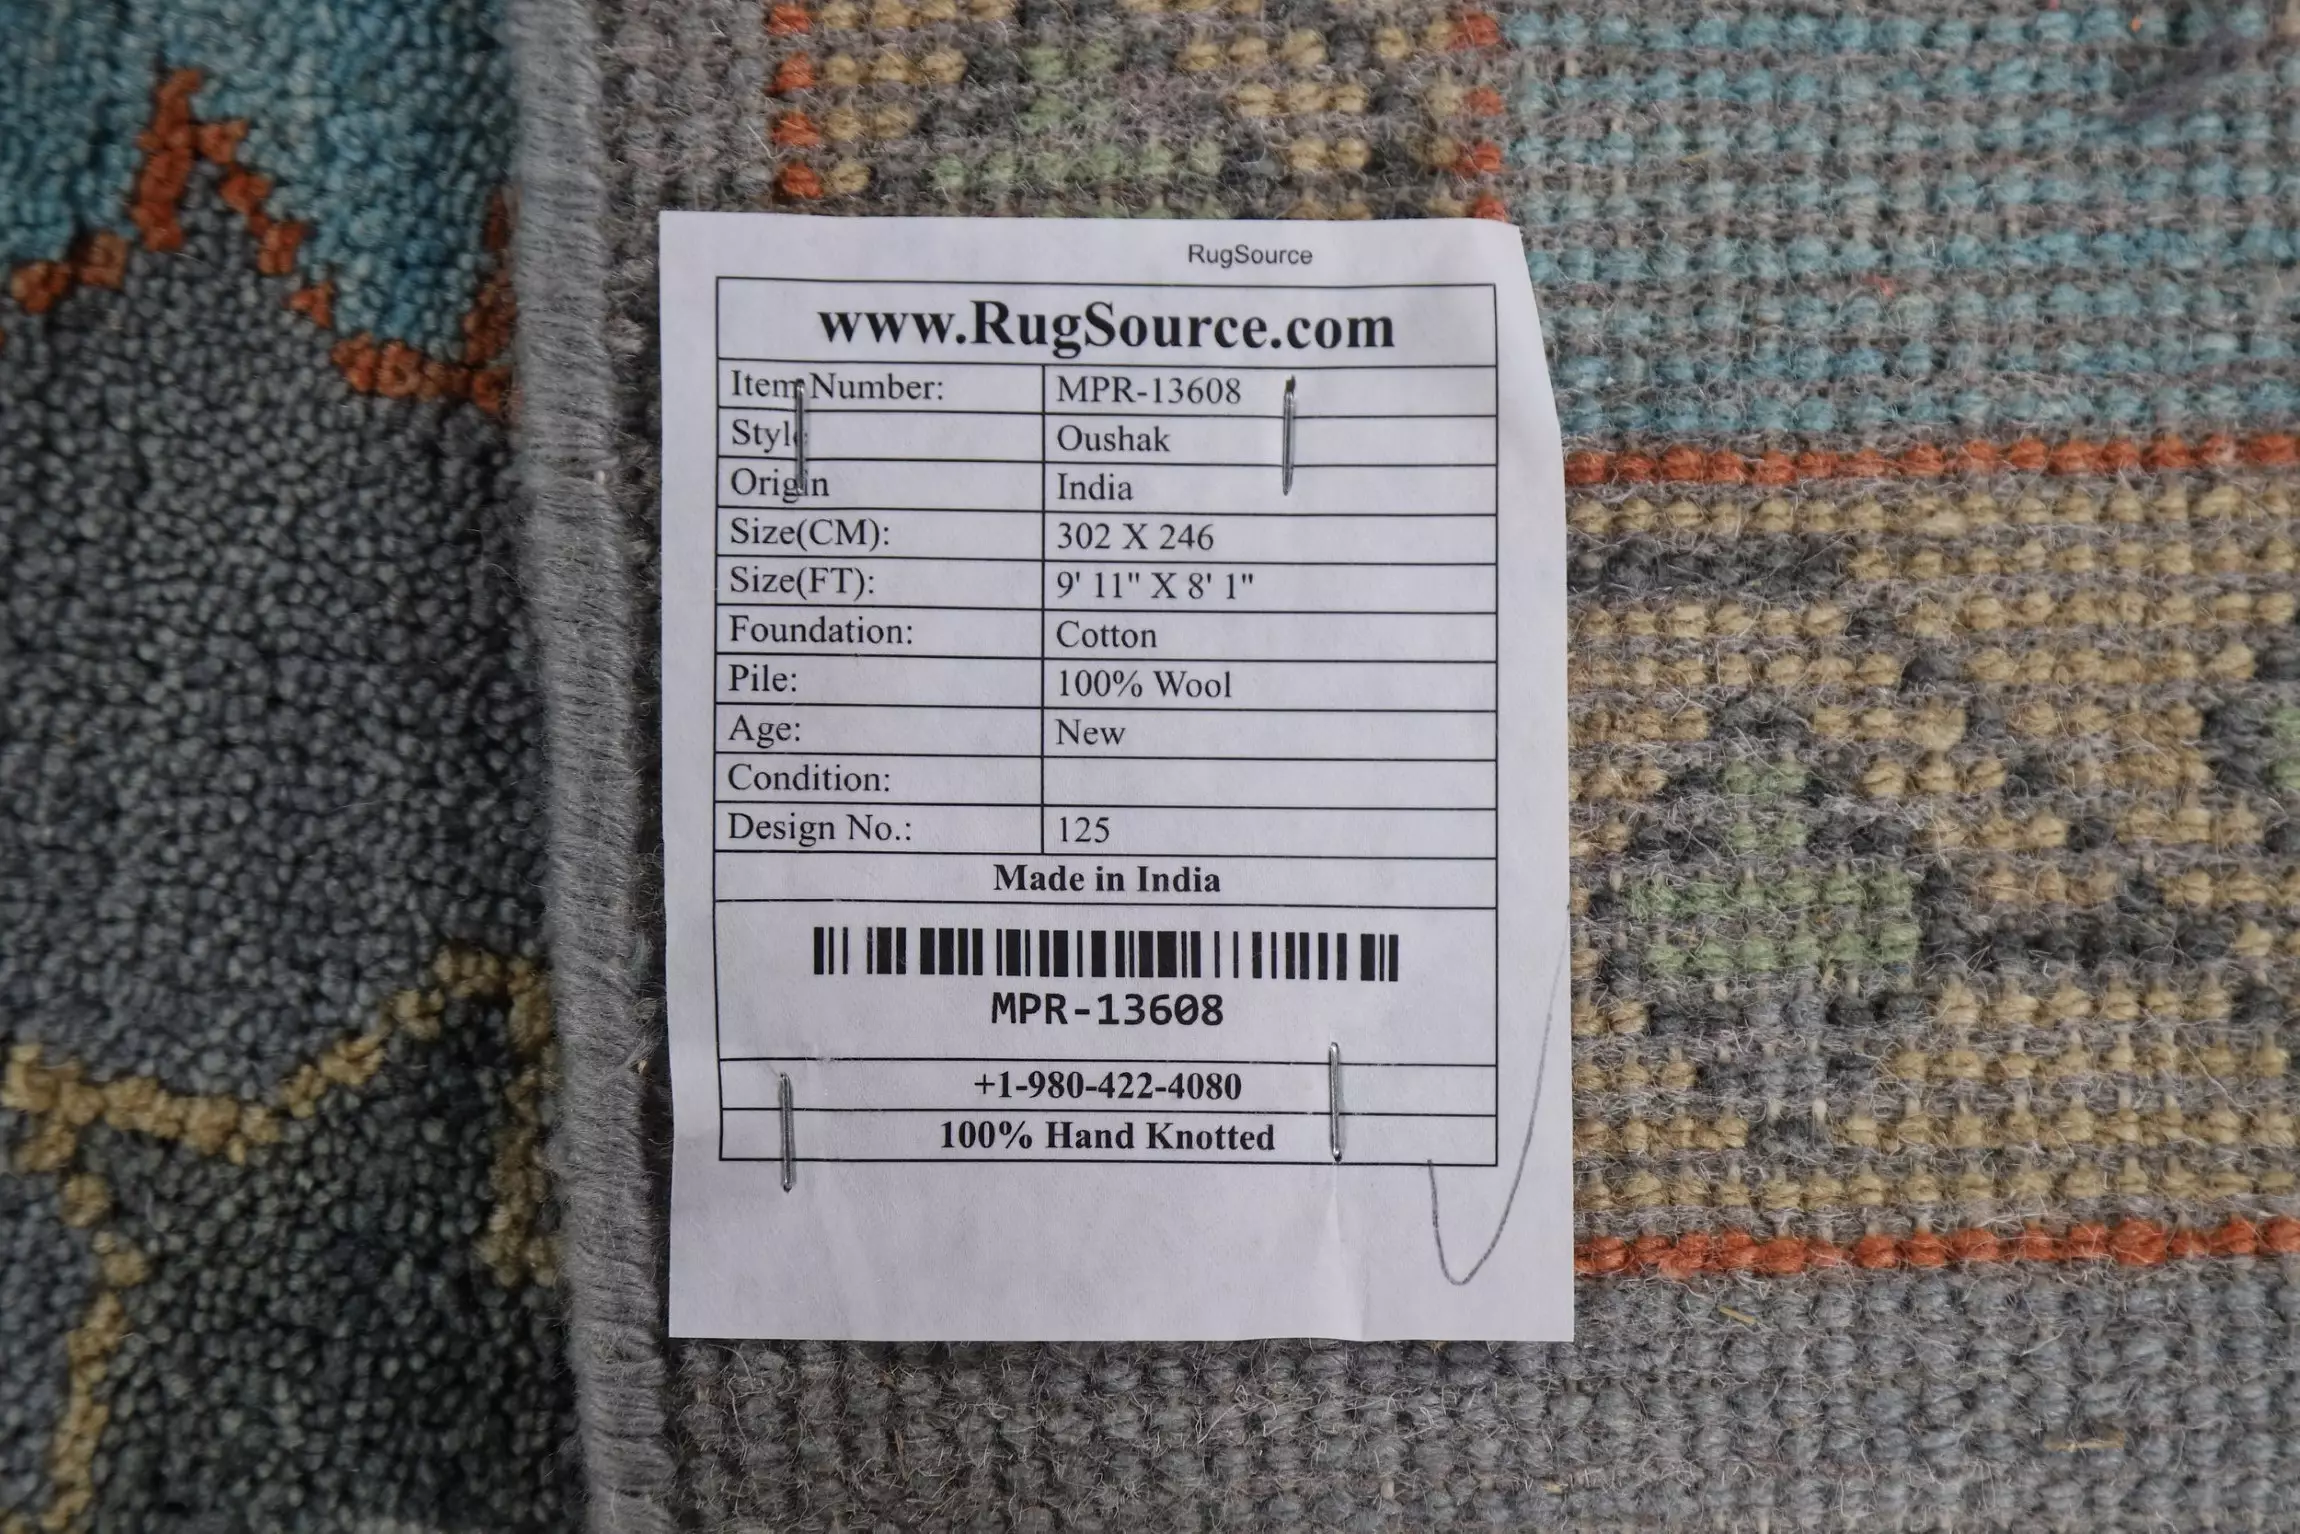 RugSource
www.RugSource.com
Item Number: MPR-13608
Style Oushak
Origin India
Size(CM): 302 X 246
Size(FT): 9' 11" X 8' 1"
Foundation: Cotton
Pile: 100% Wool
Age: New
Condition:
Design No.: 125
Made in India
MPR-13608
+1-980-422-4080
100% Hand Knotted